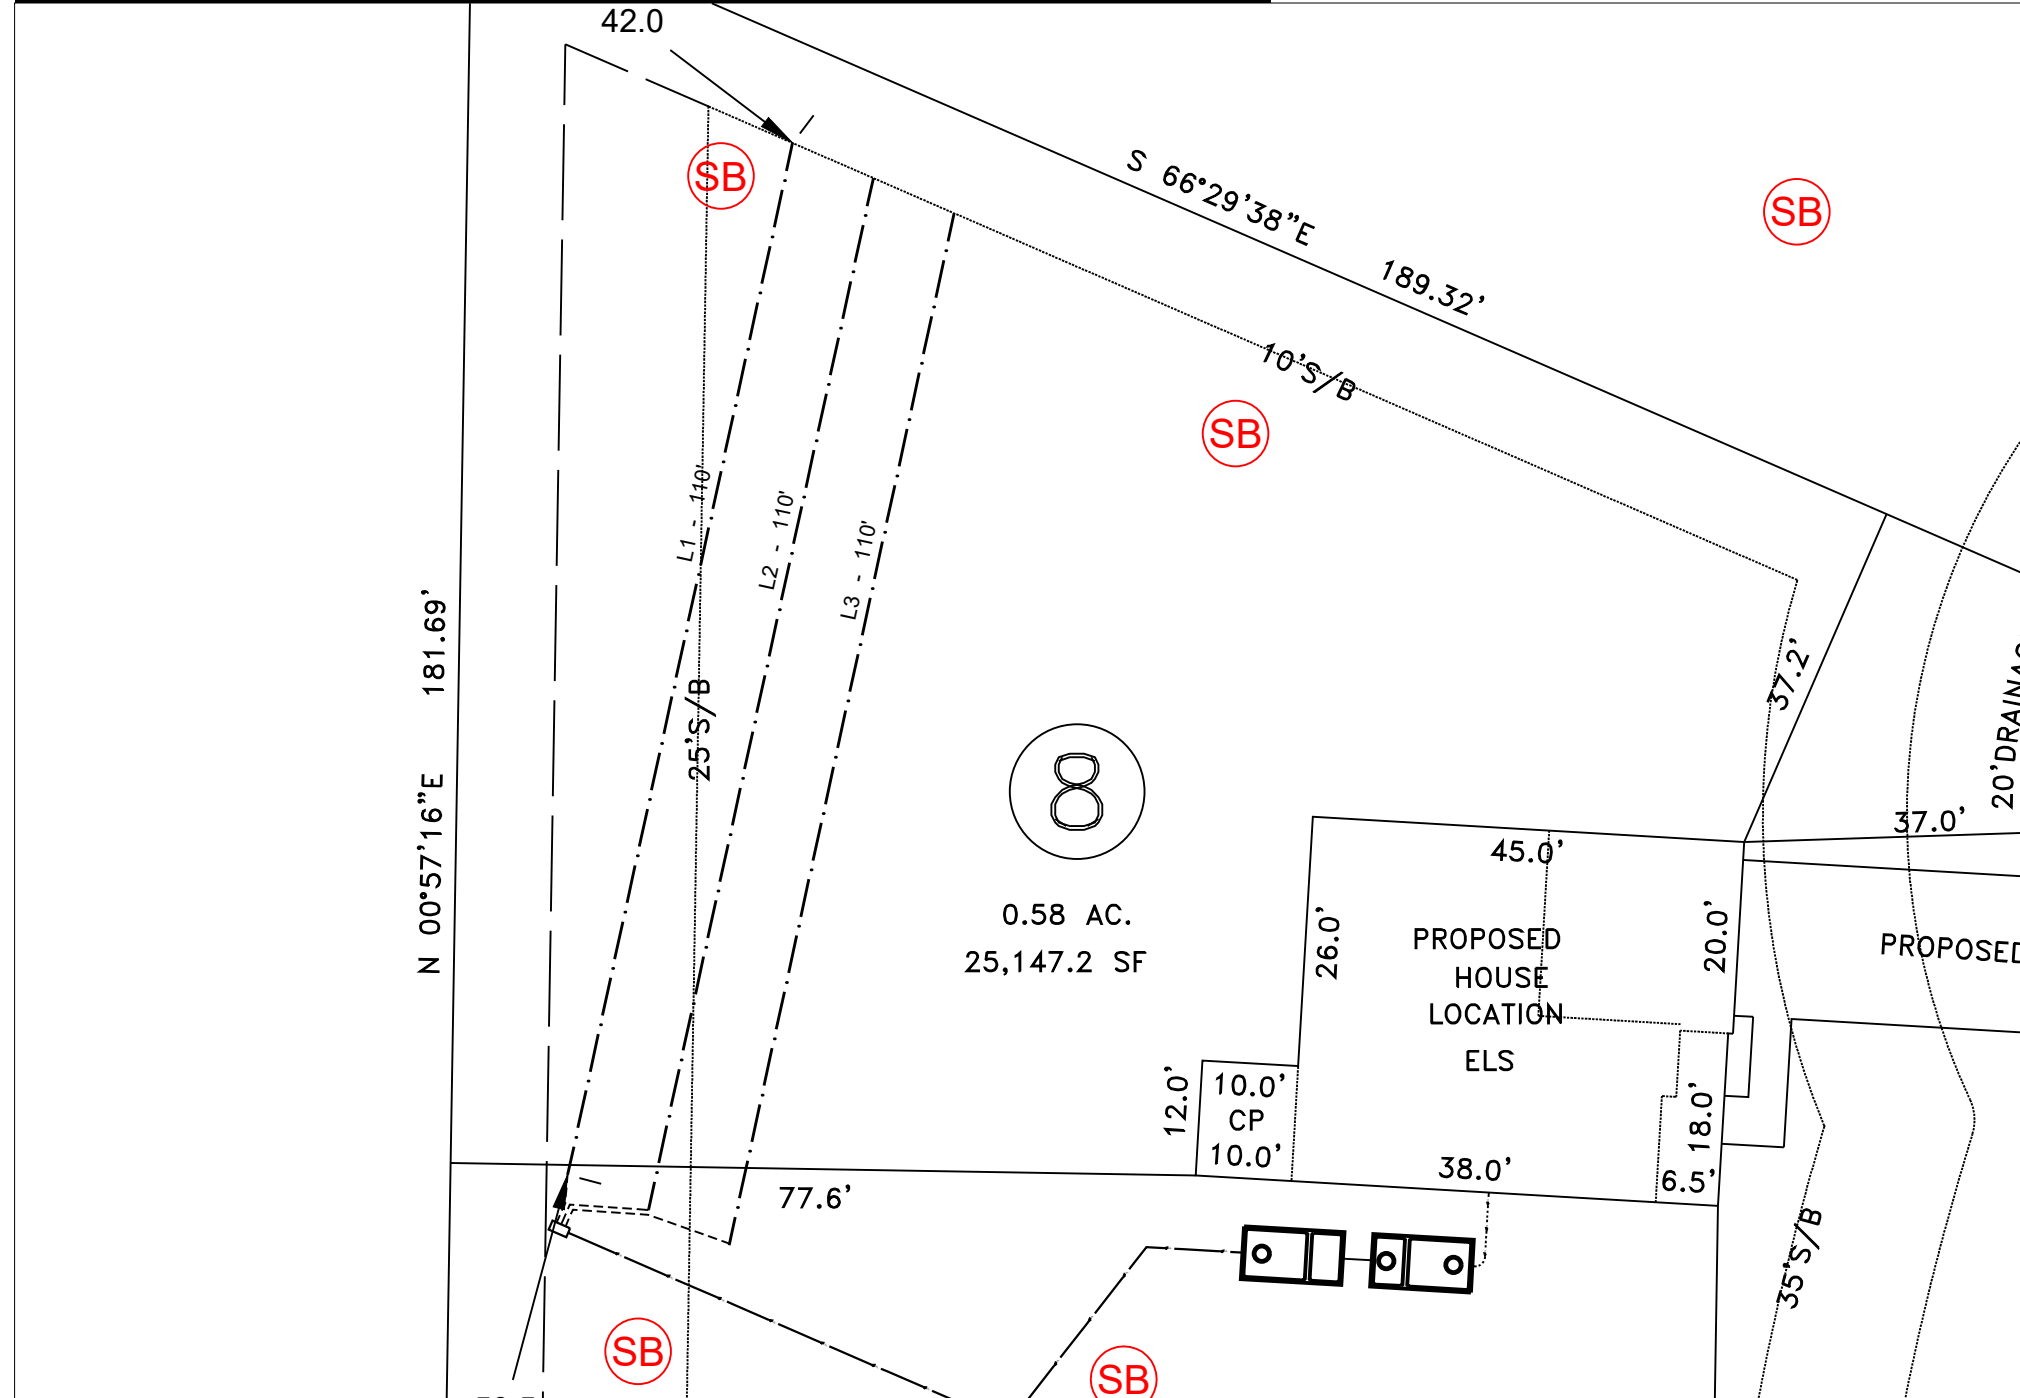 42.0
SB
S 66°29'38"E
189.32'
SB
10'S/B
SB
L1 - 110'
L2 - 110'
L3 - 110'
N 00°57'16"E 181.69'
25'S/B
8
0.58 AC.
25,147.2 SF
37.2'
20'DRAINAG
37.0'
45.0'
26.0'
PROPOSED
HOUSE
LOCATION
ELS
20.0'
PROPOSED
12.0'
10.0'
CP
10.0'
18.0'
38.0'
6.5'
77.6'
35'S/B
SB
SB